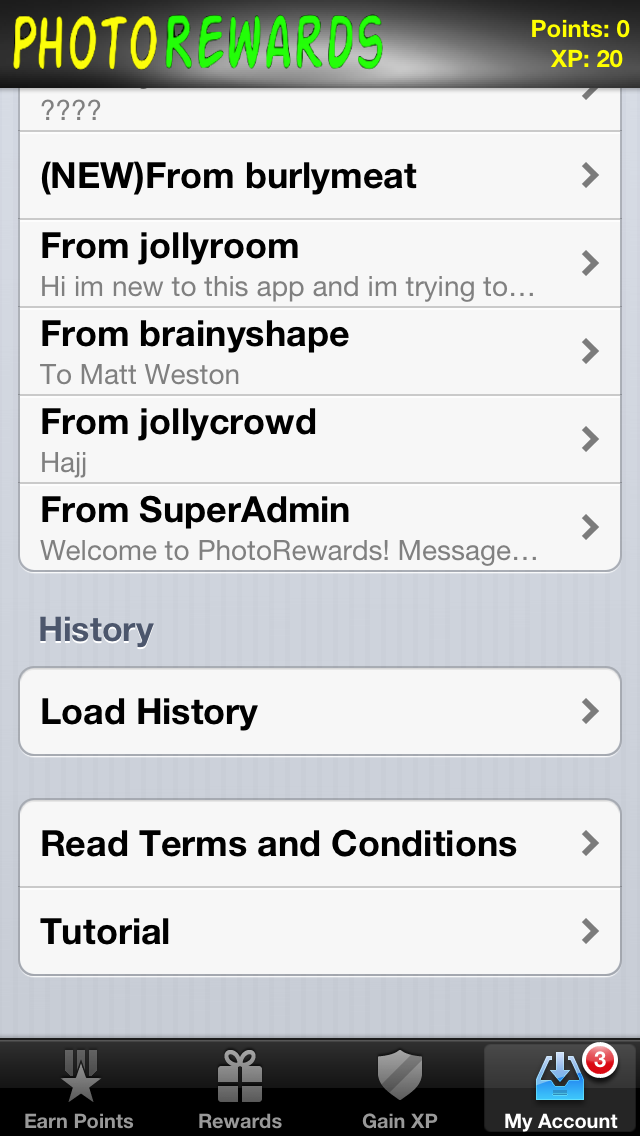 PHOTOREWARDS
Points: 0
XP: 20
????
(NEW)From burlymeat
From jollyroom
Hi im new to this app and im trying to...
From brainyshape
To Matt Weston
From jollycrowd
Hajj
From SuperAdmin
Welcome to PhotoRewards! Message...
History
Load History
Read Terms and Conditions
Tutorial
3
Earn Points
Rewards
Gain XP
My Account